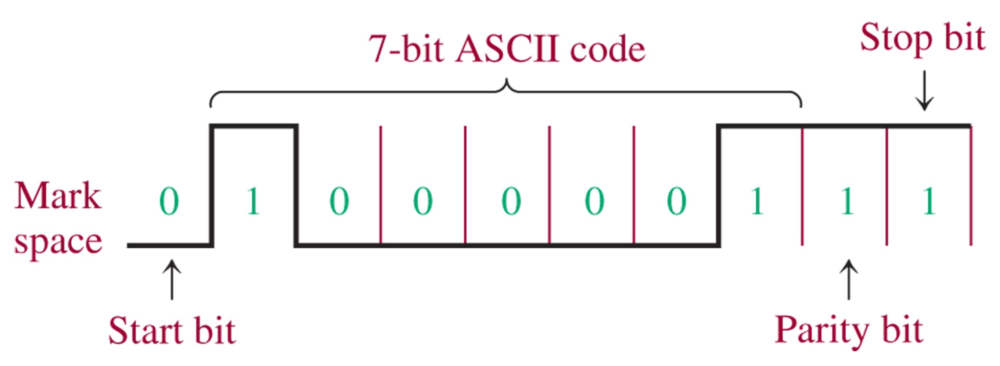 7-bit ASCII code
Stop bit
Mark
space
0 1 0 0 0 0 0 1 1 1
Start bit
Parity bit